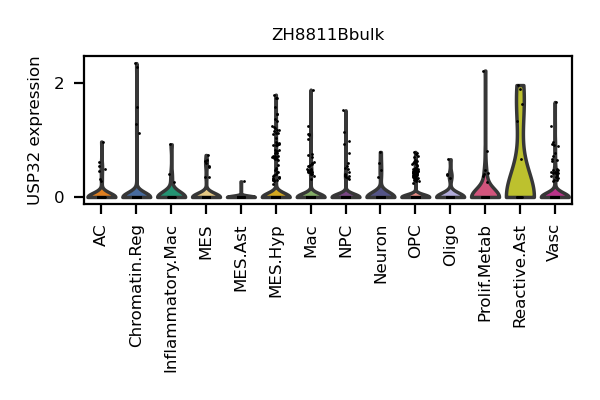 ZH8811Bbulk
USP32 expression
2
0
AC
Chromatin.Reg
Inflammatory.Mac
MES
MES.Ast
MES.Hyp
Mac
NPC
Neuron
OPC
Oligo
Prolif.Metab
Reactive.Ast
Vasc